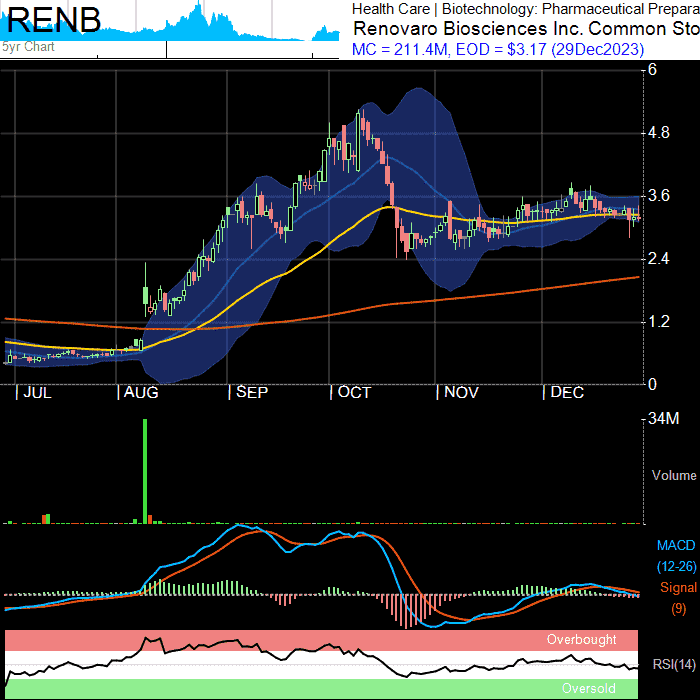 RENB
5yr Chart
Health Care | Biotechnology: Pharmaceutical Prepara
Renovaro Biosciences Inc. Common Sto
MC = 211.4M, EOD = $3.17 (29Dec2023)
6
4.8
3.6
2.4
1.2
0
JUL AUG SEP OCT NOV DEC
34M
Volume
MACD
(12-26)
Signal
(9)
Overbought
RSI(14)
Oversold